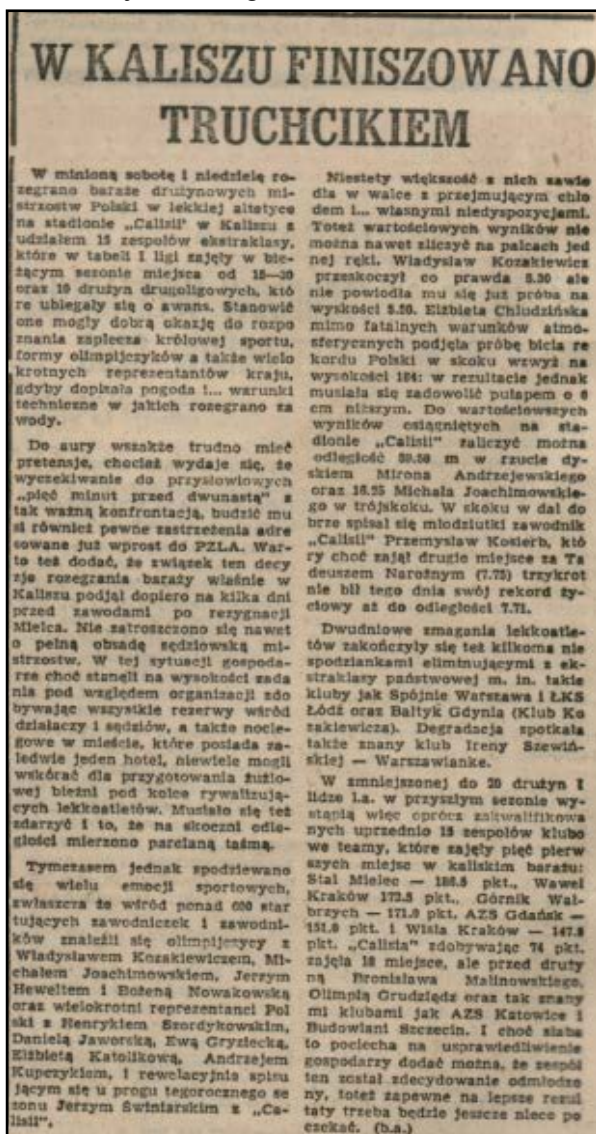 W KALISZU FINISZOWANO
TRUCHCIKIEM
W minioną sobotę i niedzielę ro
zegrano baraże drużynowych mi-
strzostw Polski w lekkiej atletyce
na stadionie „Calisii" w Kaliszu z
udziałem 15 zespołów ekstraklasy,
które w tabeli I ligi zajęły w bie-
żącym sezonie miejsca od 16—30
oraz 10 drużyn drugoligowych, któ
re ubiegały się o awans. Stanowić
one mogły dobrą okazję do rozpo
znania zaplecza królowej sportu,
formy olimpijczyków a także wielo
krotnych reprezentantów kraju,
gdyby dopisała pogoda i... warunki
techniczne w jakich rozegrano za
wody.
Do aury wszakże trudno mieć
pretensje, chociaż wydaje się, że
wyczekiwanie do przysłowiowych
„pięć minut przed dwunastą" z
tak ważną konfrontacją, budzić mu
si również pewne zastrzeżenia adre
sowane już wprost do PZLA. War-
to też dodać, że związek ten decy
zję rozegrania baraży właśnie w
Kaliszu podjął dopiero na kilka dni
przed zawodami po rezygnacji
Mielca. Nie zatroszczono się nawet
o pełną obsadę sędziowską mi-
strzostw. W tej sytuacji gospoda-
rze choć stanęli na wysokości zada
nia pod względem organizacji zdo
bywając wszystkie rezerwy wśród
działaczy i sędziów, a także nocle-
gowe w mieście, które posiada za-
ledwie jeden hotel, niewiele mogli
wskórać dla przygotowania żużlo-
wej bieżni pod kolce rywalizują-
cych lekkoatletów. Musiało się też
zdarzyć i to, że na skoczni odle-
głości mierzono parcianą taśmą.
Tymczasem jednak spodziewano
się wielu emocji sportowych,
zwłaszcza że wśród ponad 600 star
tujących zawodniczek i zawodni-
ków znaleźli się olimpijczycy z
Władysławem Kozakiewiczem, Mi-
chałem Joachimowskim, Jerzym
Heweltem i Bożeną Nowakowską
oraz wielokrotni reprezentanci Pol
ski z Henrykiem Szordykowskim,
Danielą Jaworską, Ewą Gryziecką,
Elżbietą Katolikową, Andrzejem
Kupczykiem, i rewelacyjnie spisu
jącym się u progu tegorocznego se
zonu Jerzym Świniarskim z „Ca-
lisii".
Niestety większość z nich zawio
dła w walce z przejmującym chło
dem i... własnymi niedyspozycjami.
Toteż wartościowych wyników nie
można nawet zliczyć na palcach jed
nej ręki. Władysław Kozakiewicz
przeskoczył co prawda 5.30 ale
nie powiodła mu się już próba na
wyskości 5.50. Elżbieta Chludzińska
mimo fatalnych warunków atmo-
sferycznych podjęła próbę bicia re
kordu Polski w skoku wzwyż na
wysokości 184: w rezultacie jednak
musiała się zadowolić pułapem o 6
cm niższym. Do wartościowszych
wyników osiągniętych na sta-
dionie „Calisii" zaliczyć można
odległość m w rzucie dy-
skiem Mirona Andrzejewskiego
oraz 16.25 Michała Joachimowskie-
go w trójskoku. W skoku w dal do
brze spisał się młodziutki zawodnik
„Calisii" Przemysław Kosierb, któ
ry choć zajął drugie miejsce za Ta
deuszem Narożnym (7.75) trzykrot
nie bił tego dnia swój rekord ży-
ciowy aż do odległości 7.71.
Dwudniowe zmagania lekkoatle-
tów zakończyły się też kilkoma nie
spodziankami eliminującymi z ek-
straklasy państwowej m. in. takie
kluby jak Spójnie Warszawa i ŁKS
Łódź oraz Bałtyk Gdynia (Klub Ko
zakiewicza). Degradacja spotkała
także znany klub Ireny Szewiń-
skiej — Warszawiankę.
W zmniejszonej do 20 drużyn I
lidze l.a. w przyszłym sezonie wy-
stąpią więc oprócz zakwalifikowa
nych uprzednio 15 zespołów klubo
we teamy, które zajęły pięć pierw
szych miejsc w kaliskim barażu:
Stal Mielec — 186.5 pkt., Wawel
Kraków 172.5 pkt., Górnik Wał-
brzych — 171.0 pkt, AZS Gdańsk —
151.0 pkt. i Wisła Kraków —
pkt. „Calisia" zdobywając 74 pkt.
zajęła 18 miejsce, ale przed druży
ną Bronisława Malinowskiego,
Olimpią Grudziądz oraz tak znany
mi klubami jak AZS Katowice i
Budowlani Szczecin. I choć słaba
to pociecha na usprawiedliwienie
gospodarzy dodać można, że zespół
ten został zdecydowanie odmłodzo
ny, toteż zapewne na lepsze rezul
taty trzeba będzie jeszcze nieco po
czekać. (b.a.)